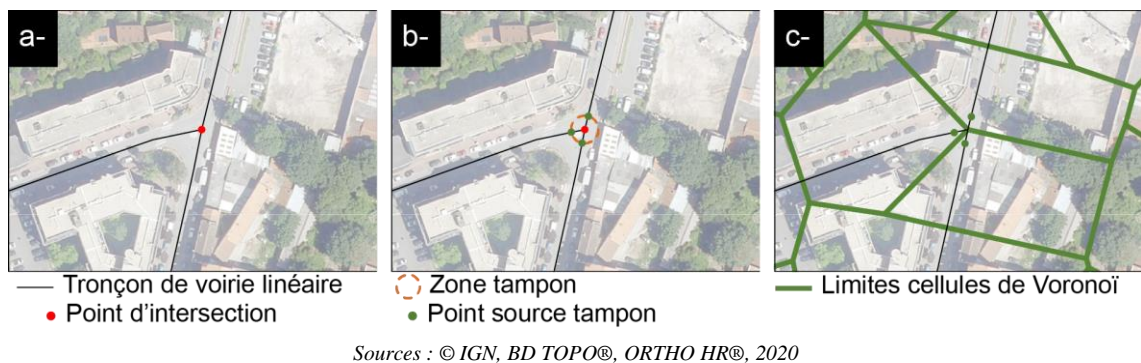 a-
b-
c-
Tronçon de voirie linéaire
Point d'intersection
Zone tampon
Point source tampon
Limites cellules de Voronoï
Sources : © IGN, BD TOPO®, ORTHO HR®, 2020